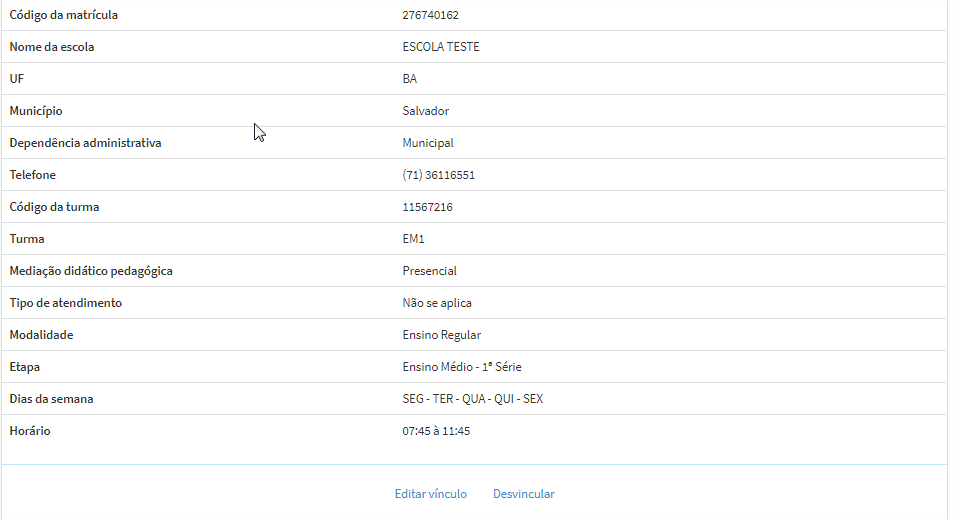 Código da matrícula 276740162
Nome da escola ESCOLA TESTE
UF BA
Município Salvador
Dependência administrativa Municipal
Telefone (71) 36116551
Código da turma 11567216
Turma EM1
Mediação didático pedagógica Presencial
Tipo de atendimento Não se aplica
Modalidade Ensino Regular
Etapa Ensino Médio - 1ª Série
Dias da semana SEG - TER - QUA - QUI - SEX
Horário 07:45 à 11:45
Editar vínculo Desvincular